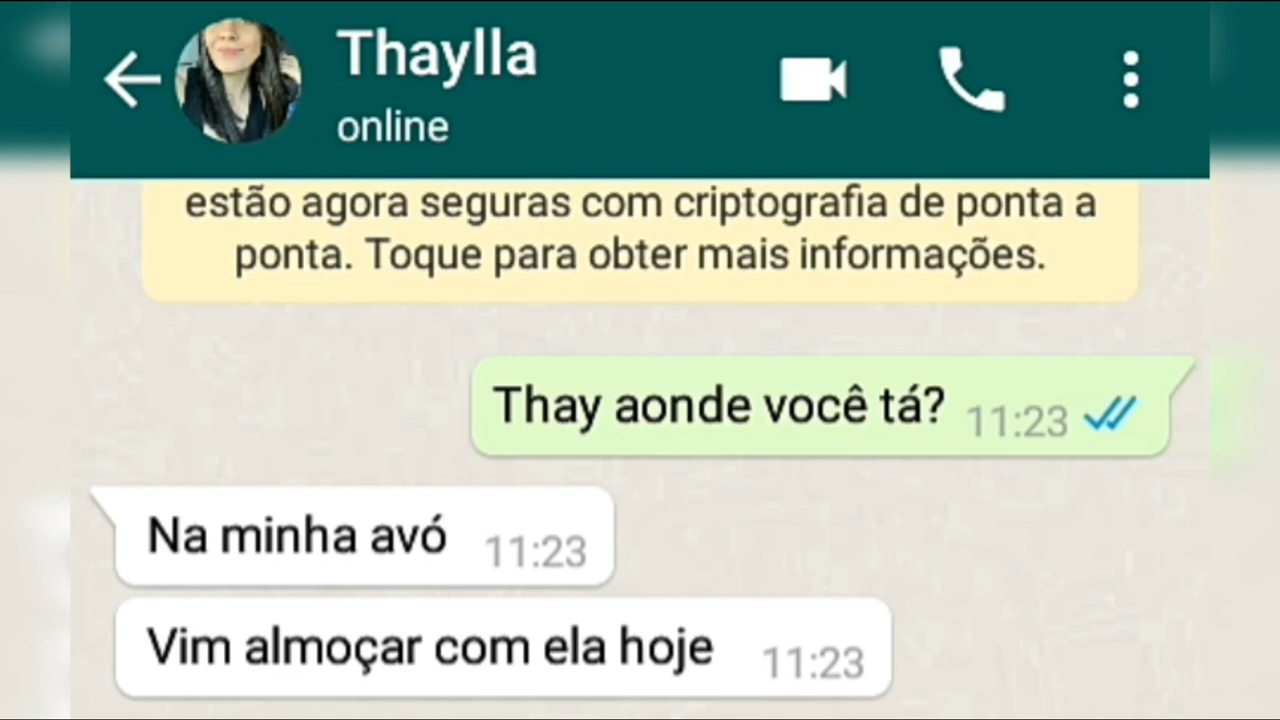 Thaylla
online
estão agora seguras com criptografia de ponta a
ponta. Toque para obter mais informações.
Thay aonde você tá? 11:23
Na minha avó 11:23
Vim almoçar com ela hoje 11:23